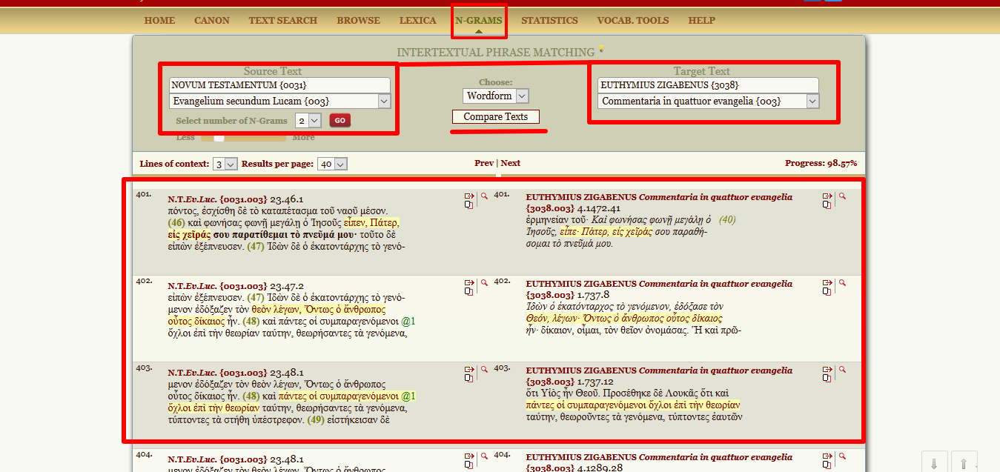 HOME CANON TEXT SEARCH BROWSE LEXICA N-GRAMS STATISTICS VOCAB. TOOLS HELP
INTERTEXTUAL PHRASE MATCHING
Source Text
NOVUM TESTAMENTUM {0031}
Evangelium secundum Lucam {003}
Select number of N-Grams 2 GO
Less More
Choose:
Wordform
Compare Texts
Target Text
EUTHYMIUS ZIGABENUS {3038}
Commentaria in quattuor evangelia {003}
Lines of context: 3 Results per page: 40 Prev | Next Progress: 98.57%
401. N.T.Ev.Luc. {0031.003} 23.46.1
πόντος, ἐσχίσθη δὲ τὸ καταπέτασμα τοῦ ναοῦ μέσον.
(46) καὶ φωνήσας φωνῇ μεγάλῃ ὁ Ἰησοῦς εἶπεν, Πάτερ,
εἰς χεῖράς σου παρατίθεμαι τὸ πνεῦμά μου· τοῦτο δὲ
εἰπὼν ἐξέπνευσεν. (47) Ἰδὼν δὲ ὁ ἑκατοντάρχης τὸ γενό-
401. EUTHYMIUS ZIGABENUS Commentaria in quattuor evangelia
{3038.003} 4.1472.41
ἑρμηνείαν τοῦ· Καὶ φωνήσας φωνῇ μεγάλῃ ὁ (40)
Ἰησοῦς, εἶπε· Πάτερ, εἰς χεῖράς σου παραθή-
σομαι τὸ πνεῦμά μου.
402. N.T.Ev.Luc. {0031.003} 23.47.2
εἰπὼν ἐξέπνευσεν. (47) Ἰδὼν δὲ ὁ ἑκατοντάρχης τὸ γενό-
μενον ἐδόξαζεν τὸν θεὸν λέγων, Ὄντως ὁ ἄνθρωπος
οὗτος δίκαιος ἦν. (48) καὶ πάντες οἱ συμπαραγενόμενοι @1
ὄχλοι ἐπὶ τὴν θεωρίαν ταύτην, θεωρήσαντες τὰ γενόμενα,
402. EUTHYMIUS ZIGABENUS Commentaria in quattuor evangelia
{3038.003} 1.737.8
Ἰδὼν ὁ ἑκατόνταρχος τὸ γενόμενον, ἐδόξασε τὸν
Θεόν, λέγων· Ὄντως ὁ ἄνθρωπος οὗτος δίκαιος
ἦν· δίκαιον, οἶμαι, τὸν θεῖον ὀνομάσας. Ἢ καὶ πρῶ-
403. N.T.Ev.Luc. {0031.003} 23.48.1
μενον ἐδόξαζεν τὸν θεὸν λέγων, Ὄντως ὁ ἄνθρωπος
οὗτος δίκαιος ἦν. (48) καὶ πάντες οἱ συμπαραγενόμενοι @1
ὄχλοι ἐπὶ τὴν θεωρίαν ταύτην, θεωρήσαντες τὰ γενόμενα,
τύπτοντες τὰ στήθη ὑπέστρεφον. (49) εἱστήκεισαν δὲ
403. EUTHYMIUS ZIGABENUS Commentaria in quattuor evangelia
{3038.003} 1.737.12
ὅτι Υἱὸς ἦν Θεοῦ. Προσέθηκε δὲ Λουκᾶς ὅτι καὶ
πάντες οἱ συμπαραγενόμενοι ὄχλοι ἐπὶ τὴν θεωρίαν
ταύτην, θεωροῦντες τὰ γενόμενα, τύπτοντες ἑαυτῶν
404. N.T.Ev.Luc. {0031.003} 23.48.1
μενον ἐδόξαζεν τὸν θεὸν λέγων, Ὄντως ὁ ἄνθρωπος
404. EUTHYMIUS ZIGABENUS Commentaria in quattuor evangelia
{3038.003} 4.1289.28